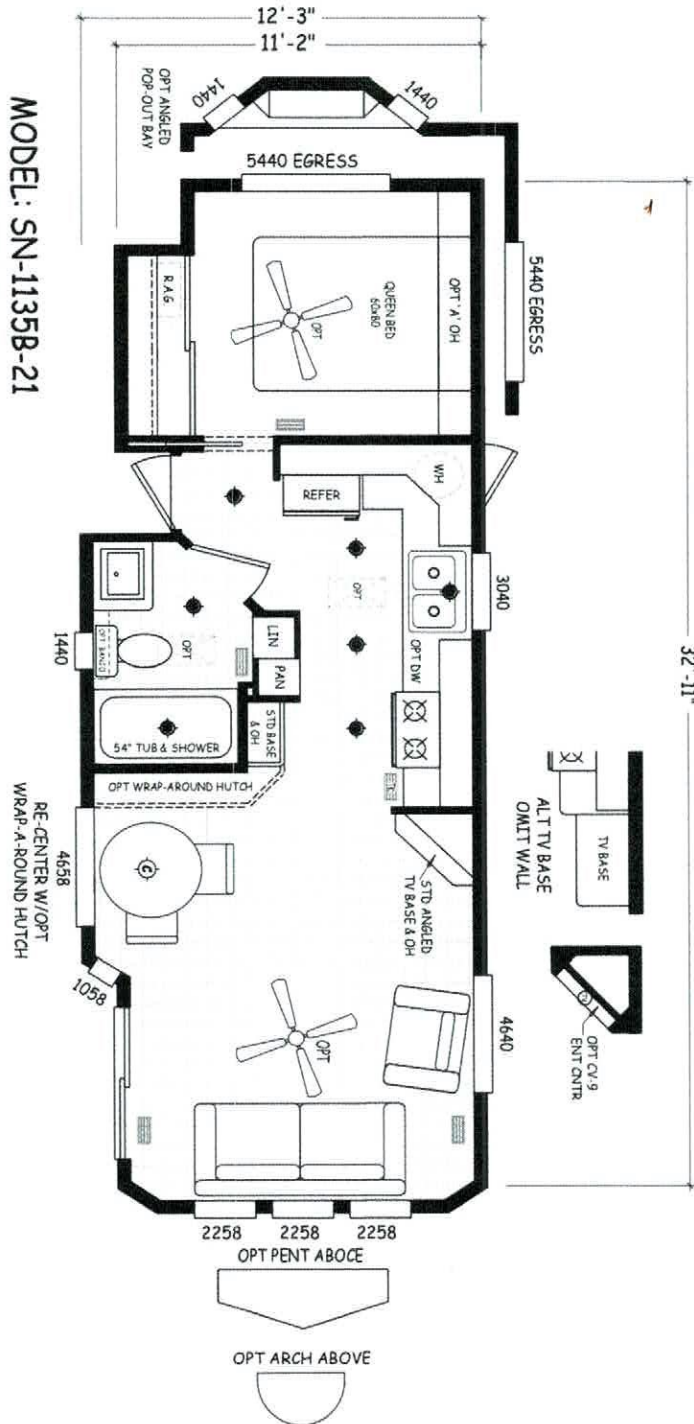 12'-3"
11'-2"
OPT ANGLED
POP-OUT BAY
1440
1440
5440 EGRESS
5440 EGRESS
32'-11"
MODEL: SN-1135B-21
R.A.G.
OPT
QUEEN BED
60x80
OPT 'A' OH
REFER
WH
3040
OPT
OPT DW
1440
OPT BANJO
OPT
LIN
PAN
54" TUB & SHOWER
STD BASE
& OH
OPT WRAP-AROUND HUTCH
RE-CENTER W/OPT
WRAP-A-ROUND HUTCH
4658
C
1058
STD ANGLED
TV BASE & OH
ALT TV BASE
OMIT WALL
TV BASE
OPT CV-9
ENT CNTR
4640
OPT
2258
2258
2258
OPT PENT ABOCE
OPT ARCH ABOVE